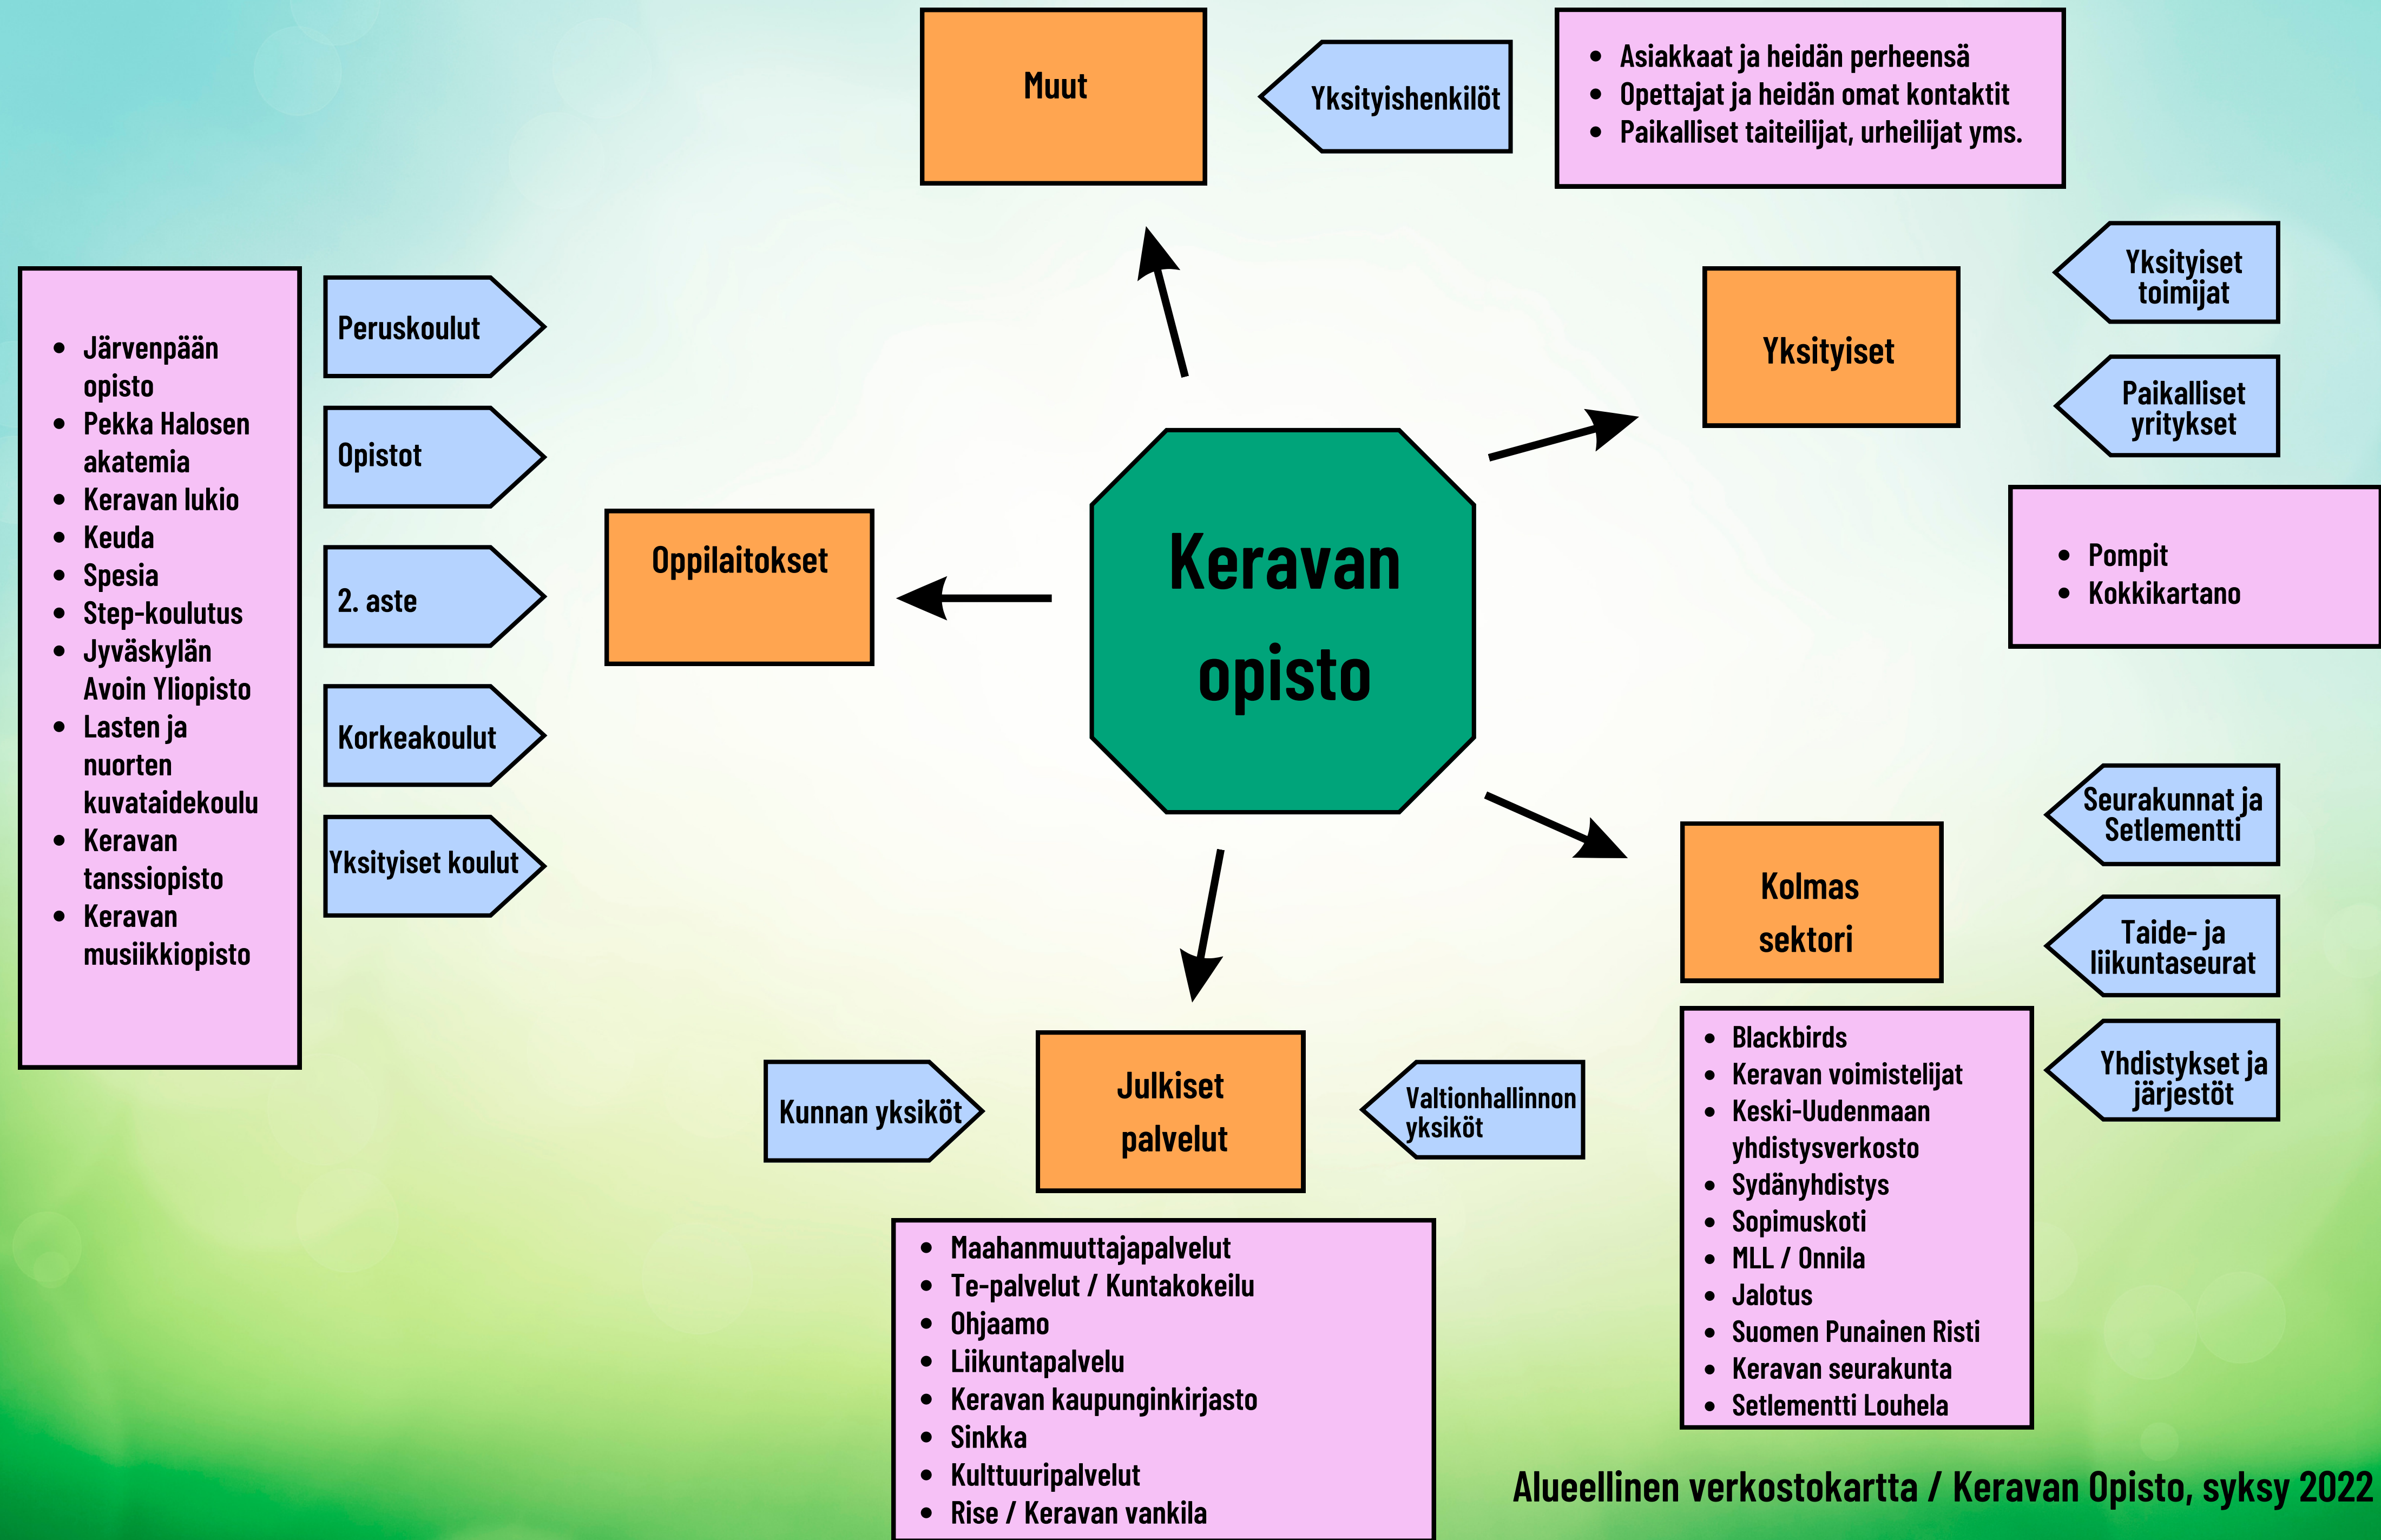 Muut
Yksityishenkilöt
• Asiakkaat ja heidän perheensä
• Opettajat ja heidän omat kontaktit
• Paikalliset taiteilijat, urheilijat yms.
• Järvenpään
opisto
• Pekka Halosen
akatemia
• Keravan lukio
• Keuda
• Spesia
• Step-koulutus
• Jyväskylän
Avoin Yliopisto
• Lasten ja
nuorten
kuvataidekoulu
• Keravan
tanssiopisto
• Keravan
musiikkiopisto
Peruskoulut
Opistot
2. aste
Korkeakoulut
Yksityiset koulut
Oppilaitokset
Keravan
opisto
Yksityiset
Yksityiset
toimijat
Paikalliset
yritykset
• Pompit
• Kokkikartano
Kolmas
sektori
Seurakunnat ja
Setlementti
Taide- ja
liikuntaseurat
Yhdistykset ja
järjestöt
• Blackbirds
• Keravan voimistelijat
• Keski-Uudenmaan
yhdistysverkosto
• Sydänyhdistys
• Sopimuskoti
• MLL / Onnila
• Jalotus
• Suomen Punainen Risti
• Keravan seurakunta
• Setlementti Louhela
Kunnan yksiköt
Julkiset
palvelut
Valtionhallinnon
yksiköt
• Maahanmuuttajapalvelut
• Te-palvelut / Kuntakokeilu
• Ohjaamo
• Liikuntapalvelu
• Keravan kaupunginkirjasto
• Sinkka
• Kulttuuripalvelut
• Rise / Keravan vankila
Alueellinen verkostokartta / Keravan Opisto, syksy 2022